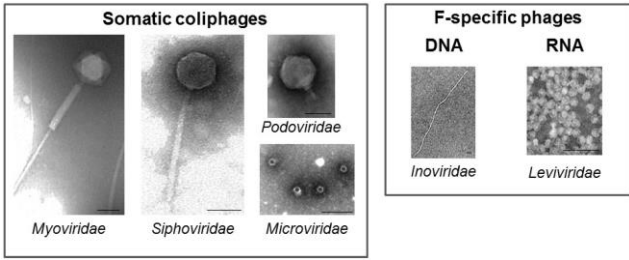 Somatic coliphages
Myoviridae
Siphoviridae
Podoviridae
Microviridae
F-specific phages
DNA
RNA
Inoviridae
Leviviridae